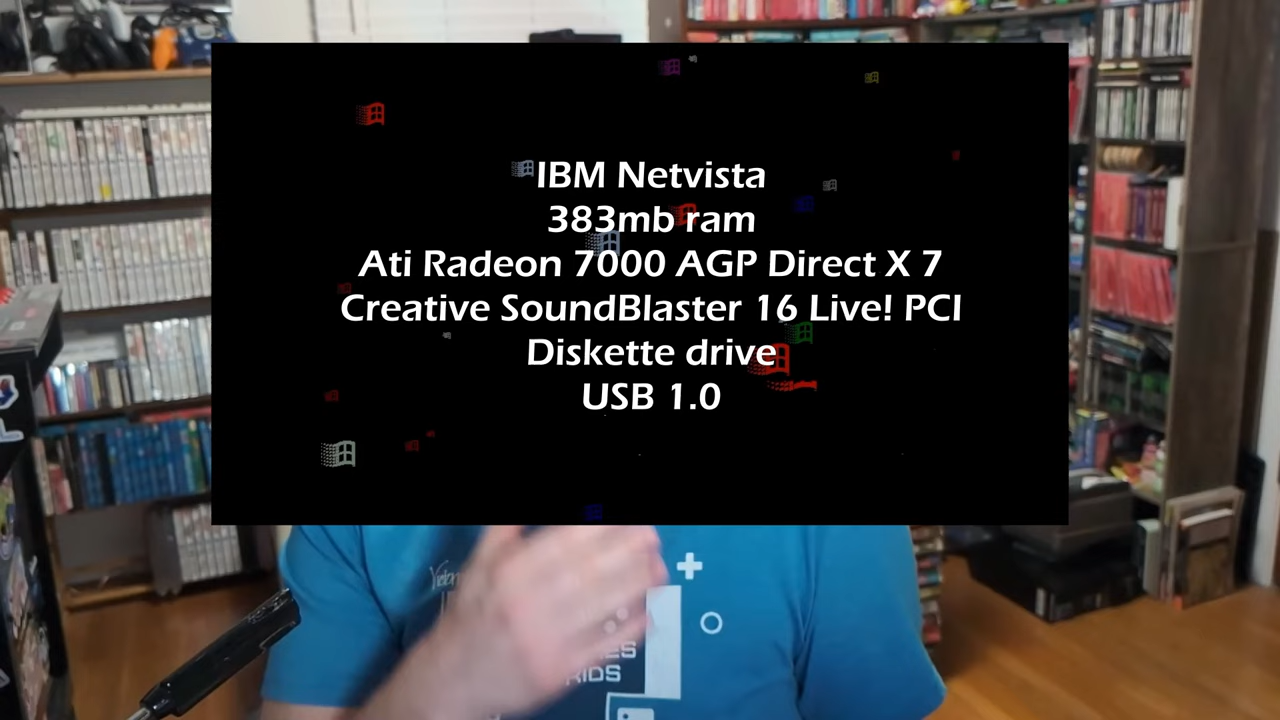 IBM Netvista
383mb ram
Ati Radeon 7000 AGP Direct X 7
Creative SoundBlaster 16 Live! PCI
Diskette drive
USB 1.0